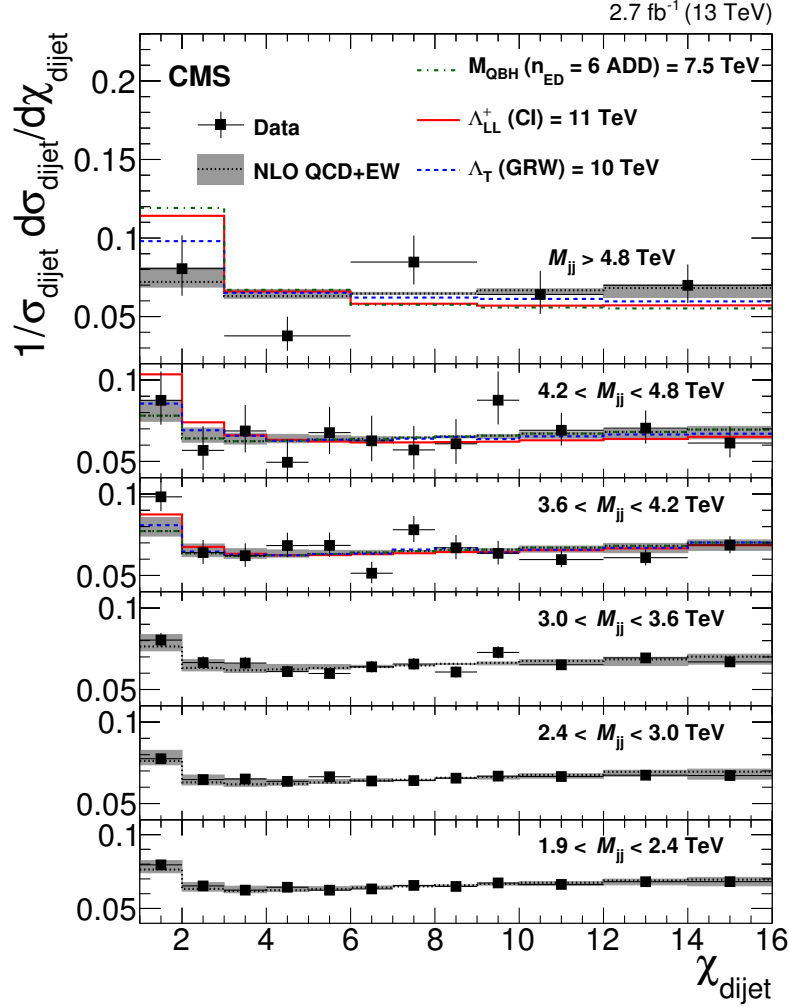 2.7 fb⁻¹ (13 TeV)
CMS
Data
NLO QCD+EW
M_QBH (n_ED = 6 ADD) = 7.5 TeV
Λ⁺_LL (CI) = 11 TeV
Λ_T (GRW) = 10 TeV
1/σ_dijet dσ_dijet/dχ_dijet
0.2
0.15
0.1
0.05
M_jj > 4.8 TeV
0.1
0.05
4.2 < M_jj < 4.8 TeV
0.1
0.05
3.6 < M_jj < 4.2 TeV
0.1
0.05
3.0 < M_jj < 3.6 TeV
0.1
0.05
2.4 < M_jj < 3.0 TeV
0.1
0.05
1.9 < M_jj < 2.4 TeV
2 4 6 8 10 12 14 16
χ_dijet